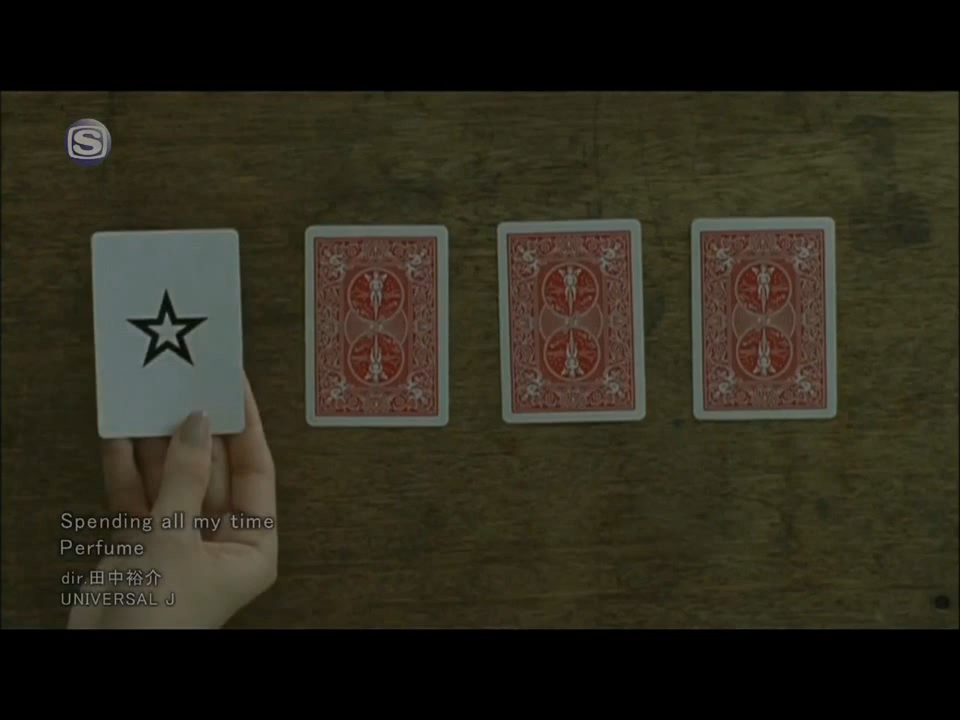 S
Spending all my time
Perfume
dir.田中裕介
UNIVERSAL J